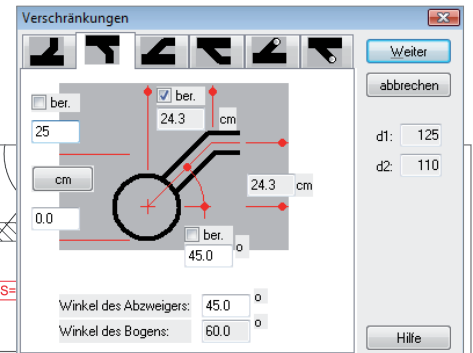 Verschränkungen
Weiter
abbrechen
ber.
25
ber.
24.3 cm
d1: 125
d2: 110
cm
24.3 cm
0.0
ber.
45.0 o
S=
Winkel des Abzweigers: 45.0 o
Winkel des Bogens: 60.0 o
Hilfe